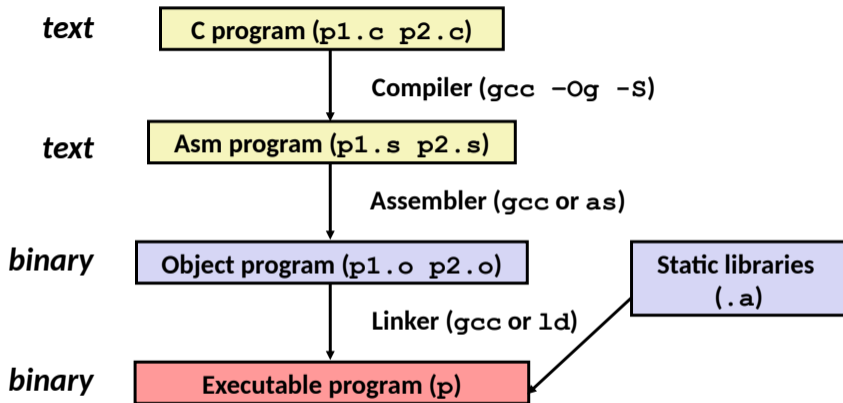 text
C program (p1.c p2.c)
Compiler (gcc –Og -S)
text
Asm program (p1.s p2.s)
Assembler (gcc or as)
binary
Object program (p1.o p2.o)
Static libraries
(.a)
Linker (gcc or ld)
binary
Executable program (p)